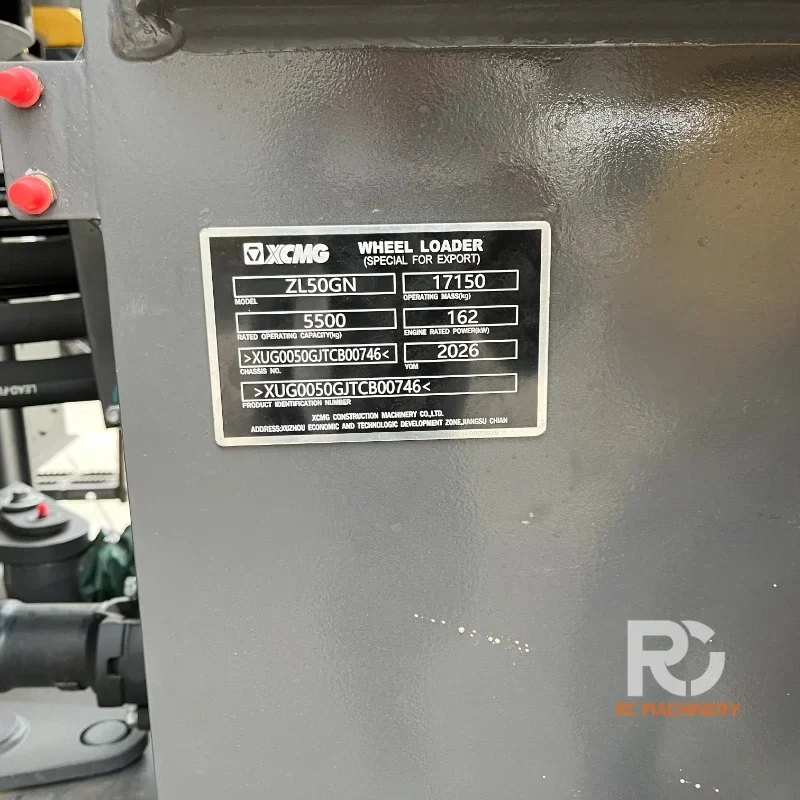 XCMG WHEEL LOADER
(SPECIAL FOR EXPORT)
ZL50GN 17150
MODEL OPERATING MASS(kg)
5500 162
RATED OPERATING CAPACITY(kg) ENGINE RATED POWER(kW)
>XUG0050GJTCB00746< 2026
CHASSIS NO. YOM
>XUG0050GJTCB00746<
PRODUCT IDENTIFICATION NUMBER
XCMG CONSTRUCTION MACHINERY CO.,LTD.
ADDRESS:XUZHOU ECONOMIC AND TECHNOLOGIC DEVELOPMENT ZONE,JIANGSU CHIAN
LEAD-F
RC
RC MACHINERY